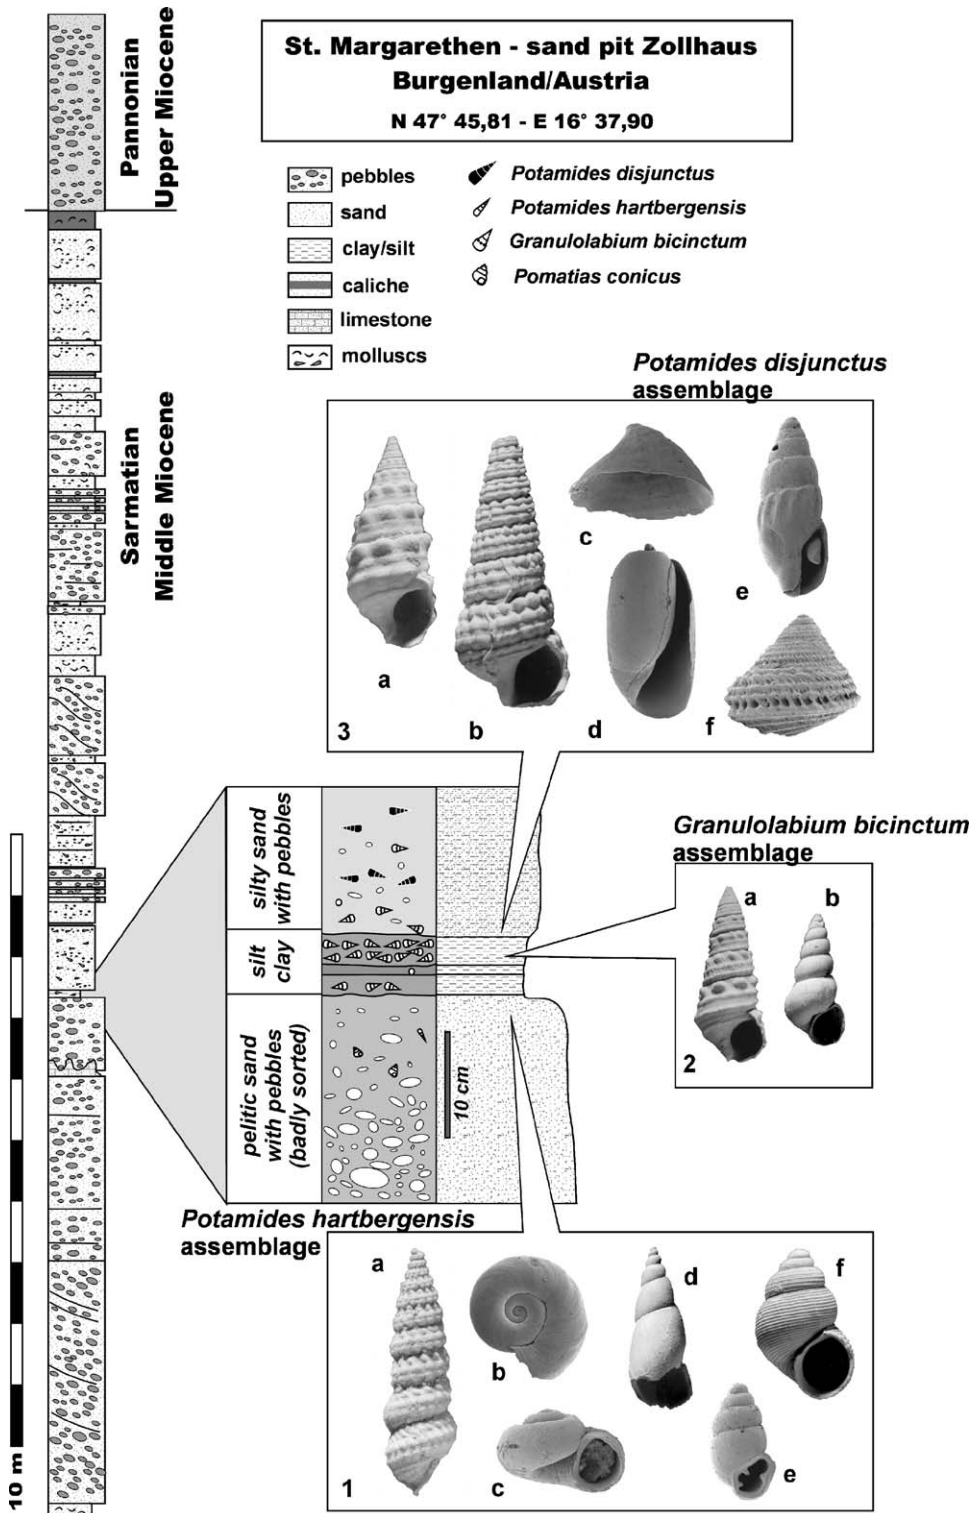 St. Margarethen - sand pit Zollhaus
Burgenland/Austria
N 47° 45,81 - E 16° 37,90
Pannonian
Upper Miocene
Sarmatian
Middle Miocene
pebbles
sand
clay/silt
caliche
limestone
molluscs
Potamides disjunctus
Potamides hartbergensis
Granulolabium bicinctum
Pomatias conicus
Potamides disjunctus
assemblage
a
b
c
d
e
f
3
silty sand
with pebbles
silt
clay
pelitic sand
with pebbles
(badly sorted)
10 cm
Granulolabium bicinctum
assemblage
a
b
2
Potamides hartbergensis
assemblage
a
b
c
d
e
f
1
10 m